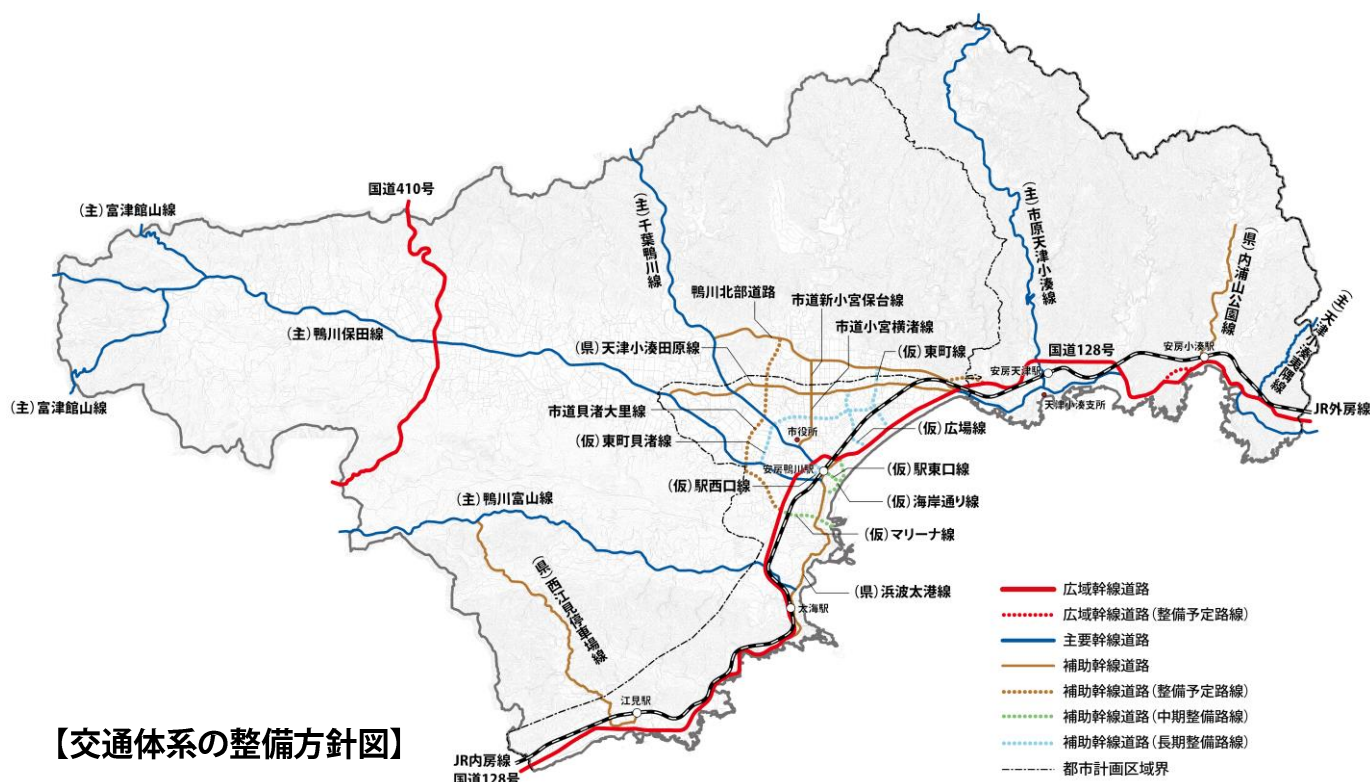 国道410号
(主)富津館山線
(主)千葉鴨川線
(主)市原天津小湊線
(県)内浦山公園線
(主)天津小湊夷隅線
鴨川北部道路
市道新小宮保台線
市道小宮横渚線
(主)鴨川保田線
(県)天津小湊田原線
(仮)東町線
国道128号
安房小湊駅
安房天津駅
天津小湊支所
JR外房線
(主)富津館山線
市道貝渚大里線
市役所
(仮)広場線
(仮)東町貝渚線
安房鴨川駅
(仮)駅東口線
(仮)駅西口線
(仮)海岸通り線
(主)鴨川富山線
(仮)マリーナ線
(県)西江見停車場線
(県)浜波太港線
太海駅
江見駅
JR内房線
国道128号
【交通体系の整備方針図】
広域幹線道路
広域幹線道路(整備予定路線)
主要幹線道路
補助幹線道路
補助幹線道路(整備予定路線)
補助幹線道路(中期整備路線)
補助幹線道路(長期整備路線)
都市計画区域界